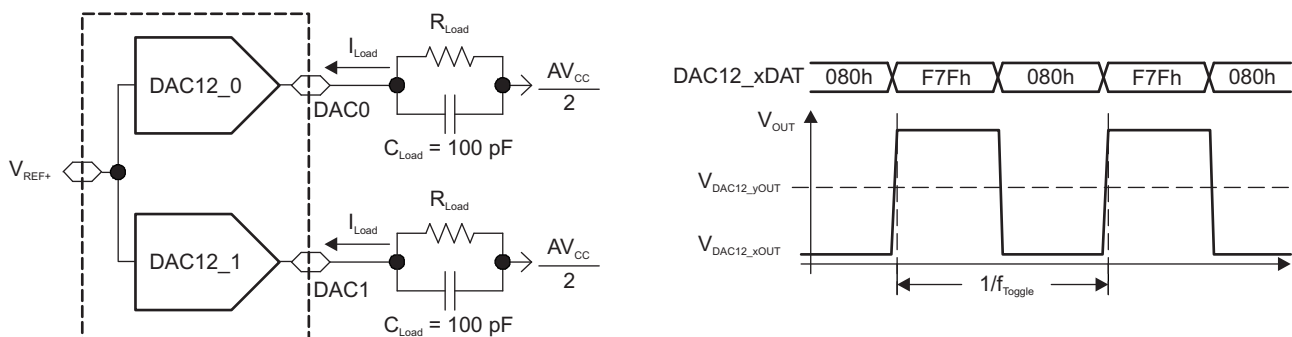 R_Load
I_Load
DAC12_0
DAC0
AV_CC
2
C_Load = 100 pF
V_REF+
R_Load
I_Load
DAC12_1
DAC1
AV_CC
2
C_Load = 100 pF
DAC12_xDAT 080h F7Fh 080h F7Fh 080h
V_OUT
V_DAC12_yOUT
V_DAC12_xOUT
1/f_Toggle